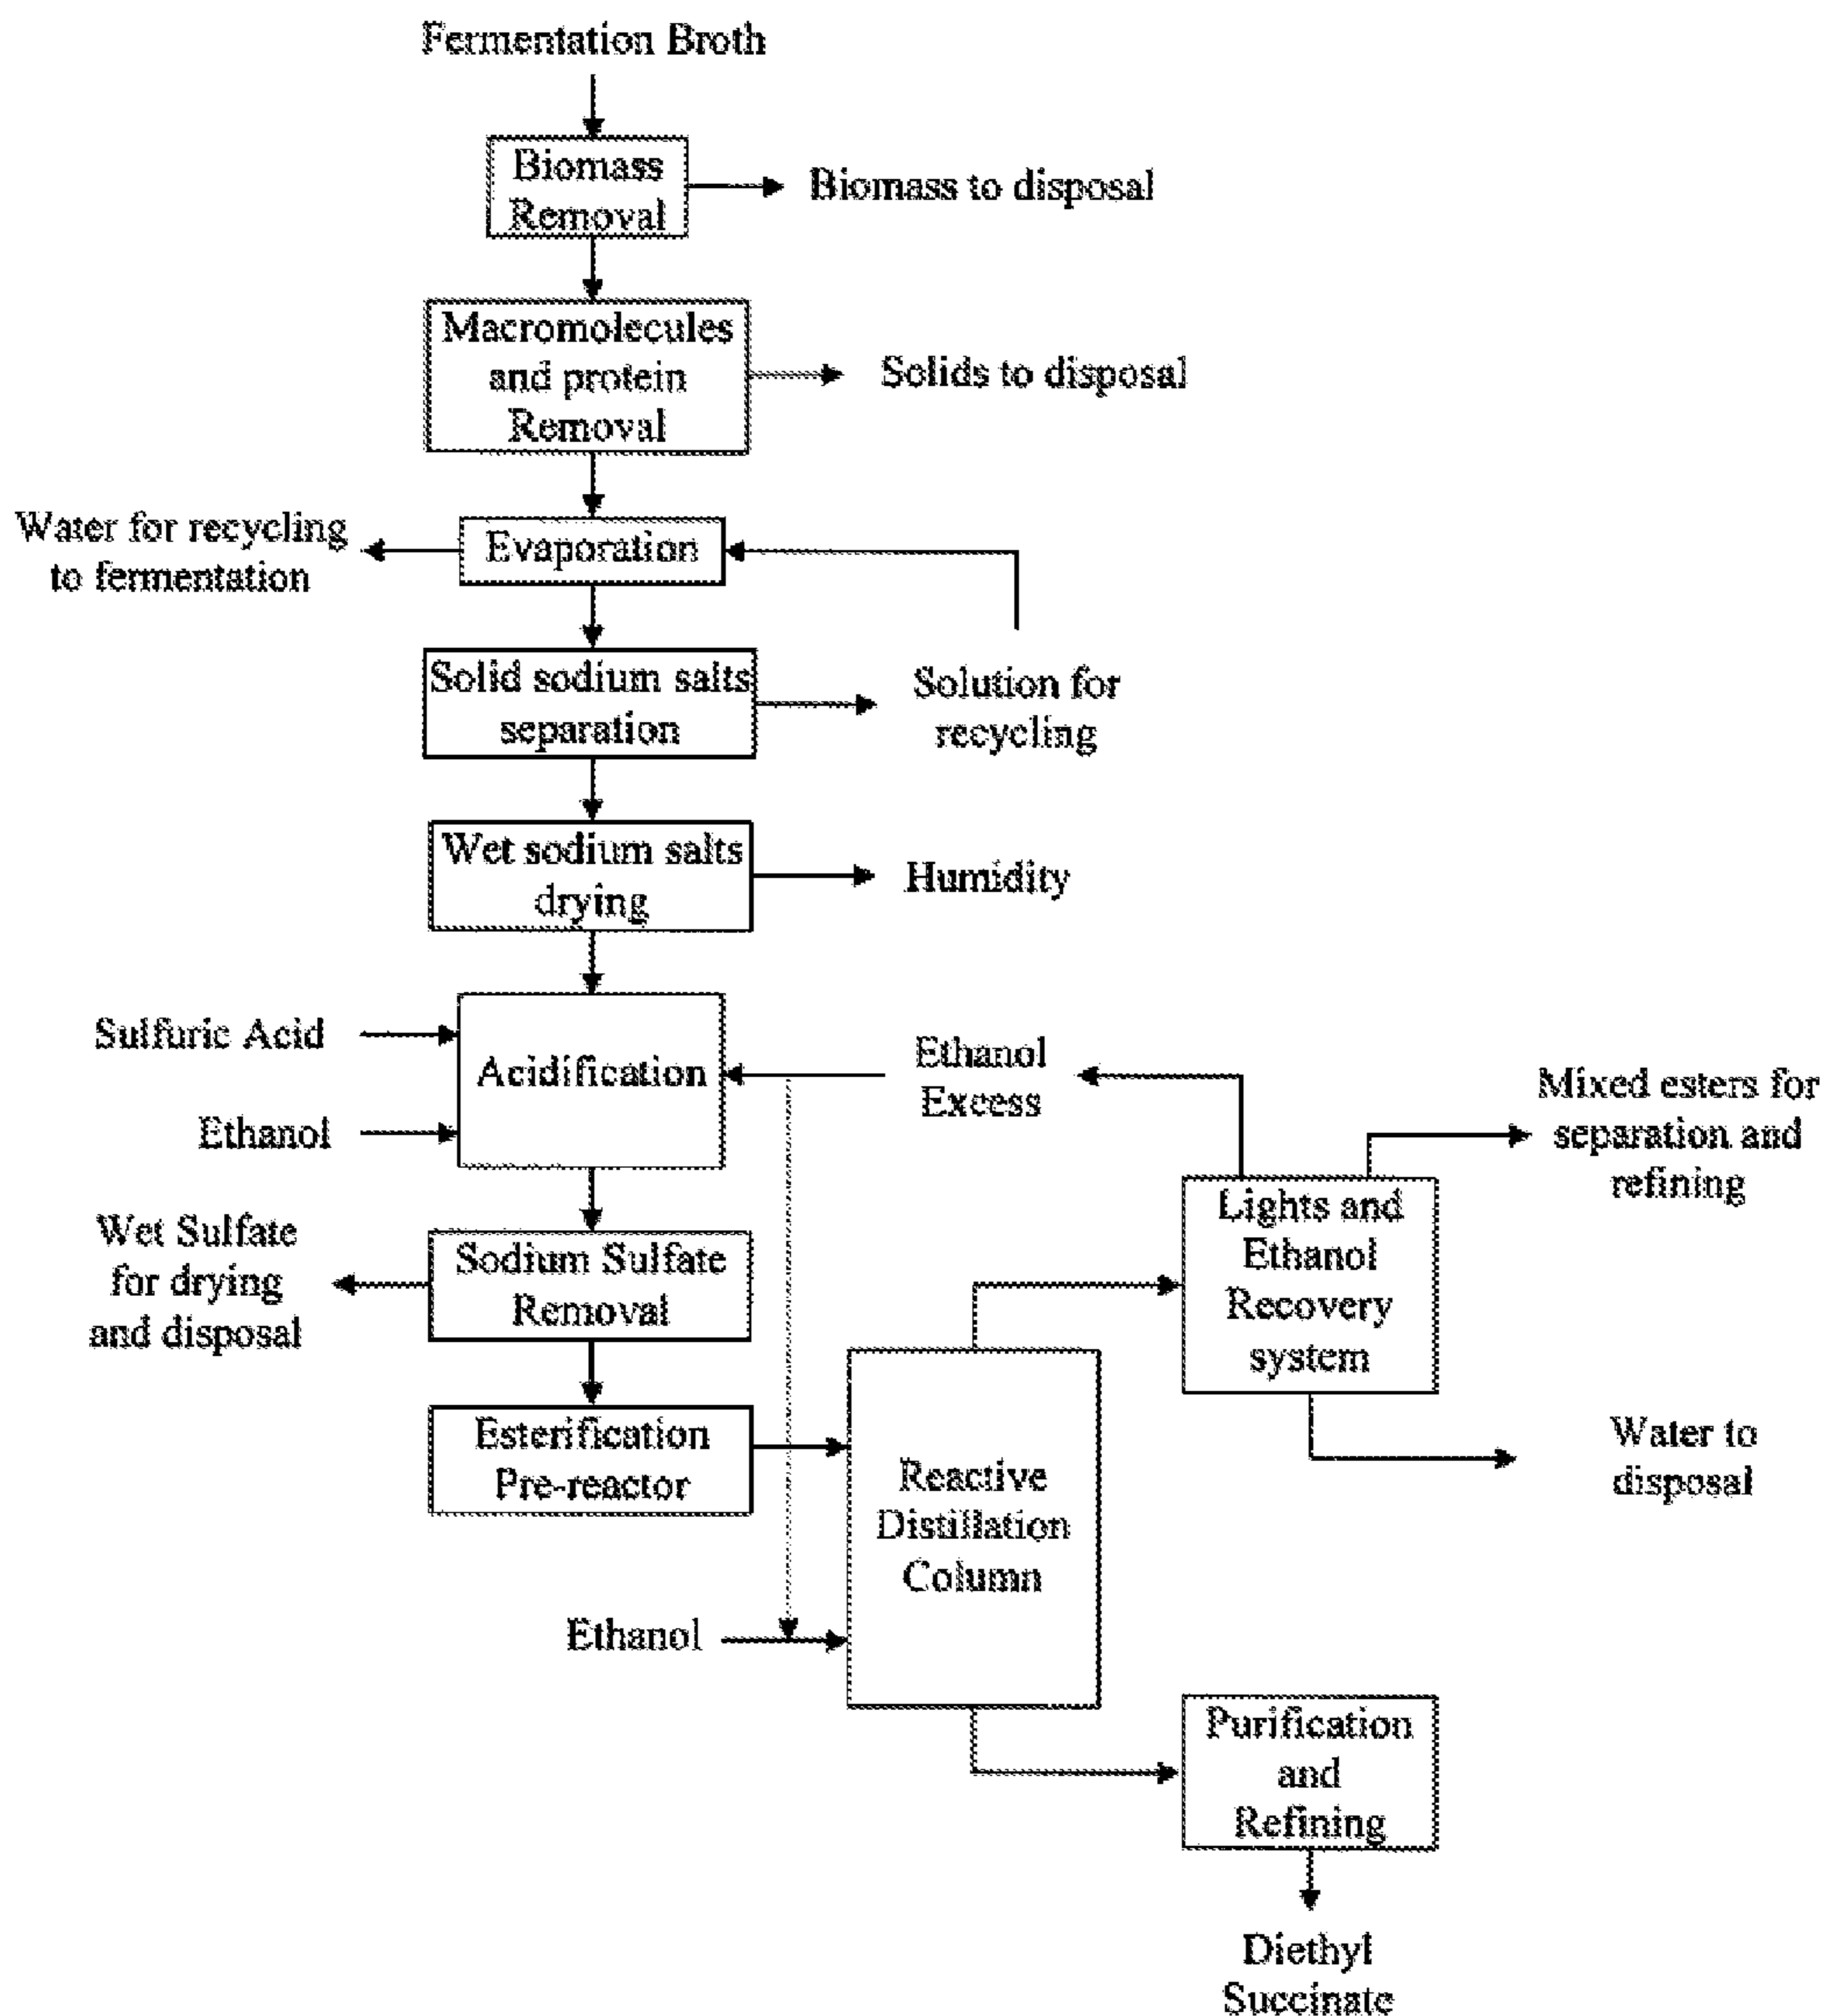 Fermentation Broth
Biomass
Removal
Biomass to disposal
Macromolecules
and protein
Removal
Solids to disposal
Water for recycling
to fermentation
Evaporation
Solid sodium salts
separation
Solution for
recycling
Wet sodium salts
drying
Humidity
Sulfuric Acid
Ethanol
Acidification
Ethanol
Excess
Mixed esters for
separation and
refining
Lights and
Ethanol
Recovery
system
Wet Sulfate
for drying
and disposal
Sodium Sulfate
Removal
Esterification
Pre-reactor
Reactive
Distillation
Column
Water to
disposal
Ethanol
Purification
and
Refining
Diethyl
Succinate